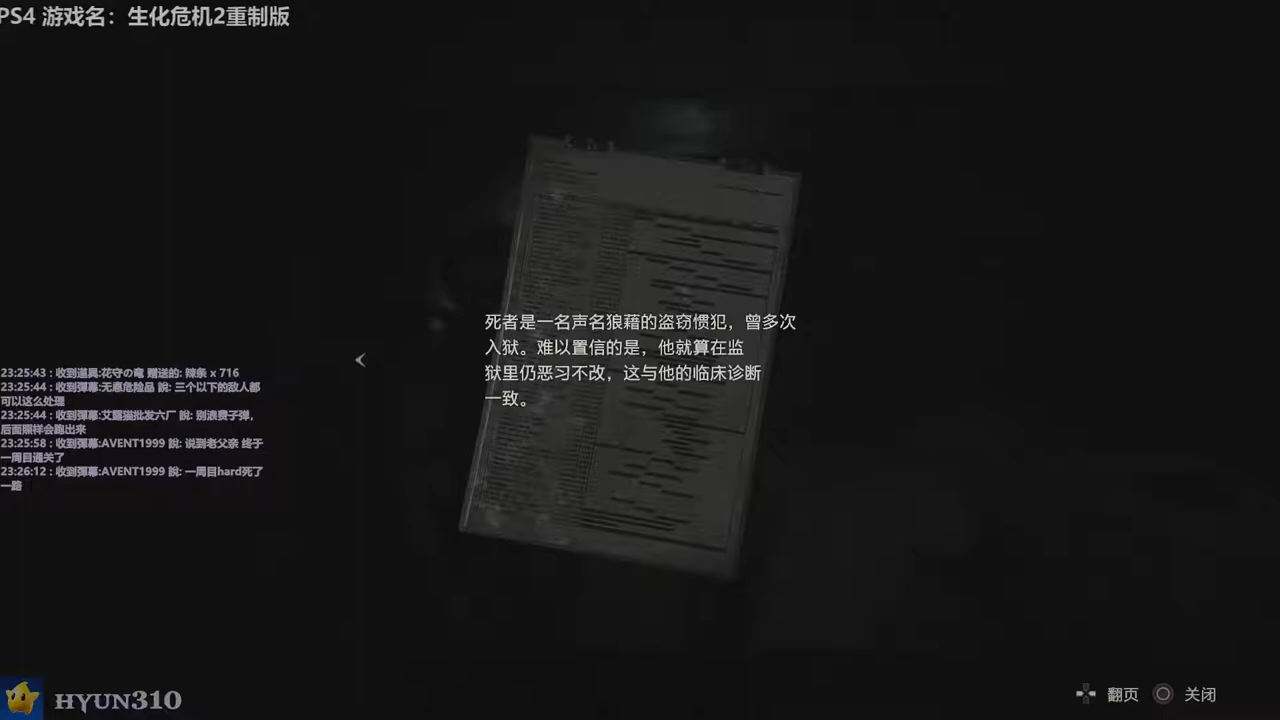 PS4 游戏名：生化危机2重制版
死者是一名声名狼藉的盗窃惯犯，曾多次
入狱。难以置信的是，他就算在监
狱里仍恶习不改，这与他的临床诊断
一致。
23:25:43 : 收到道具:花守の竜 赠送的: 辣条 x 716
23:25:44 : 收到弹幕:无意危险品 說: 三个以下的敌人都
可以这么处理
23:25:44 : 收到彈幕:艾露猫批发六厂 說: 别浪费子弹，
后面照样会跑出来
23:25:58 : 收到彈幕:AVENT1999 說: 说到老父亲 终于
一周目通关了
23:26:12 : 收到彈幕:AVENT1999 說: 一周目hard死了
一路
HYUN310
翻页 关闭